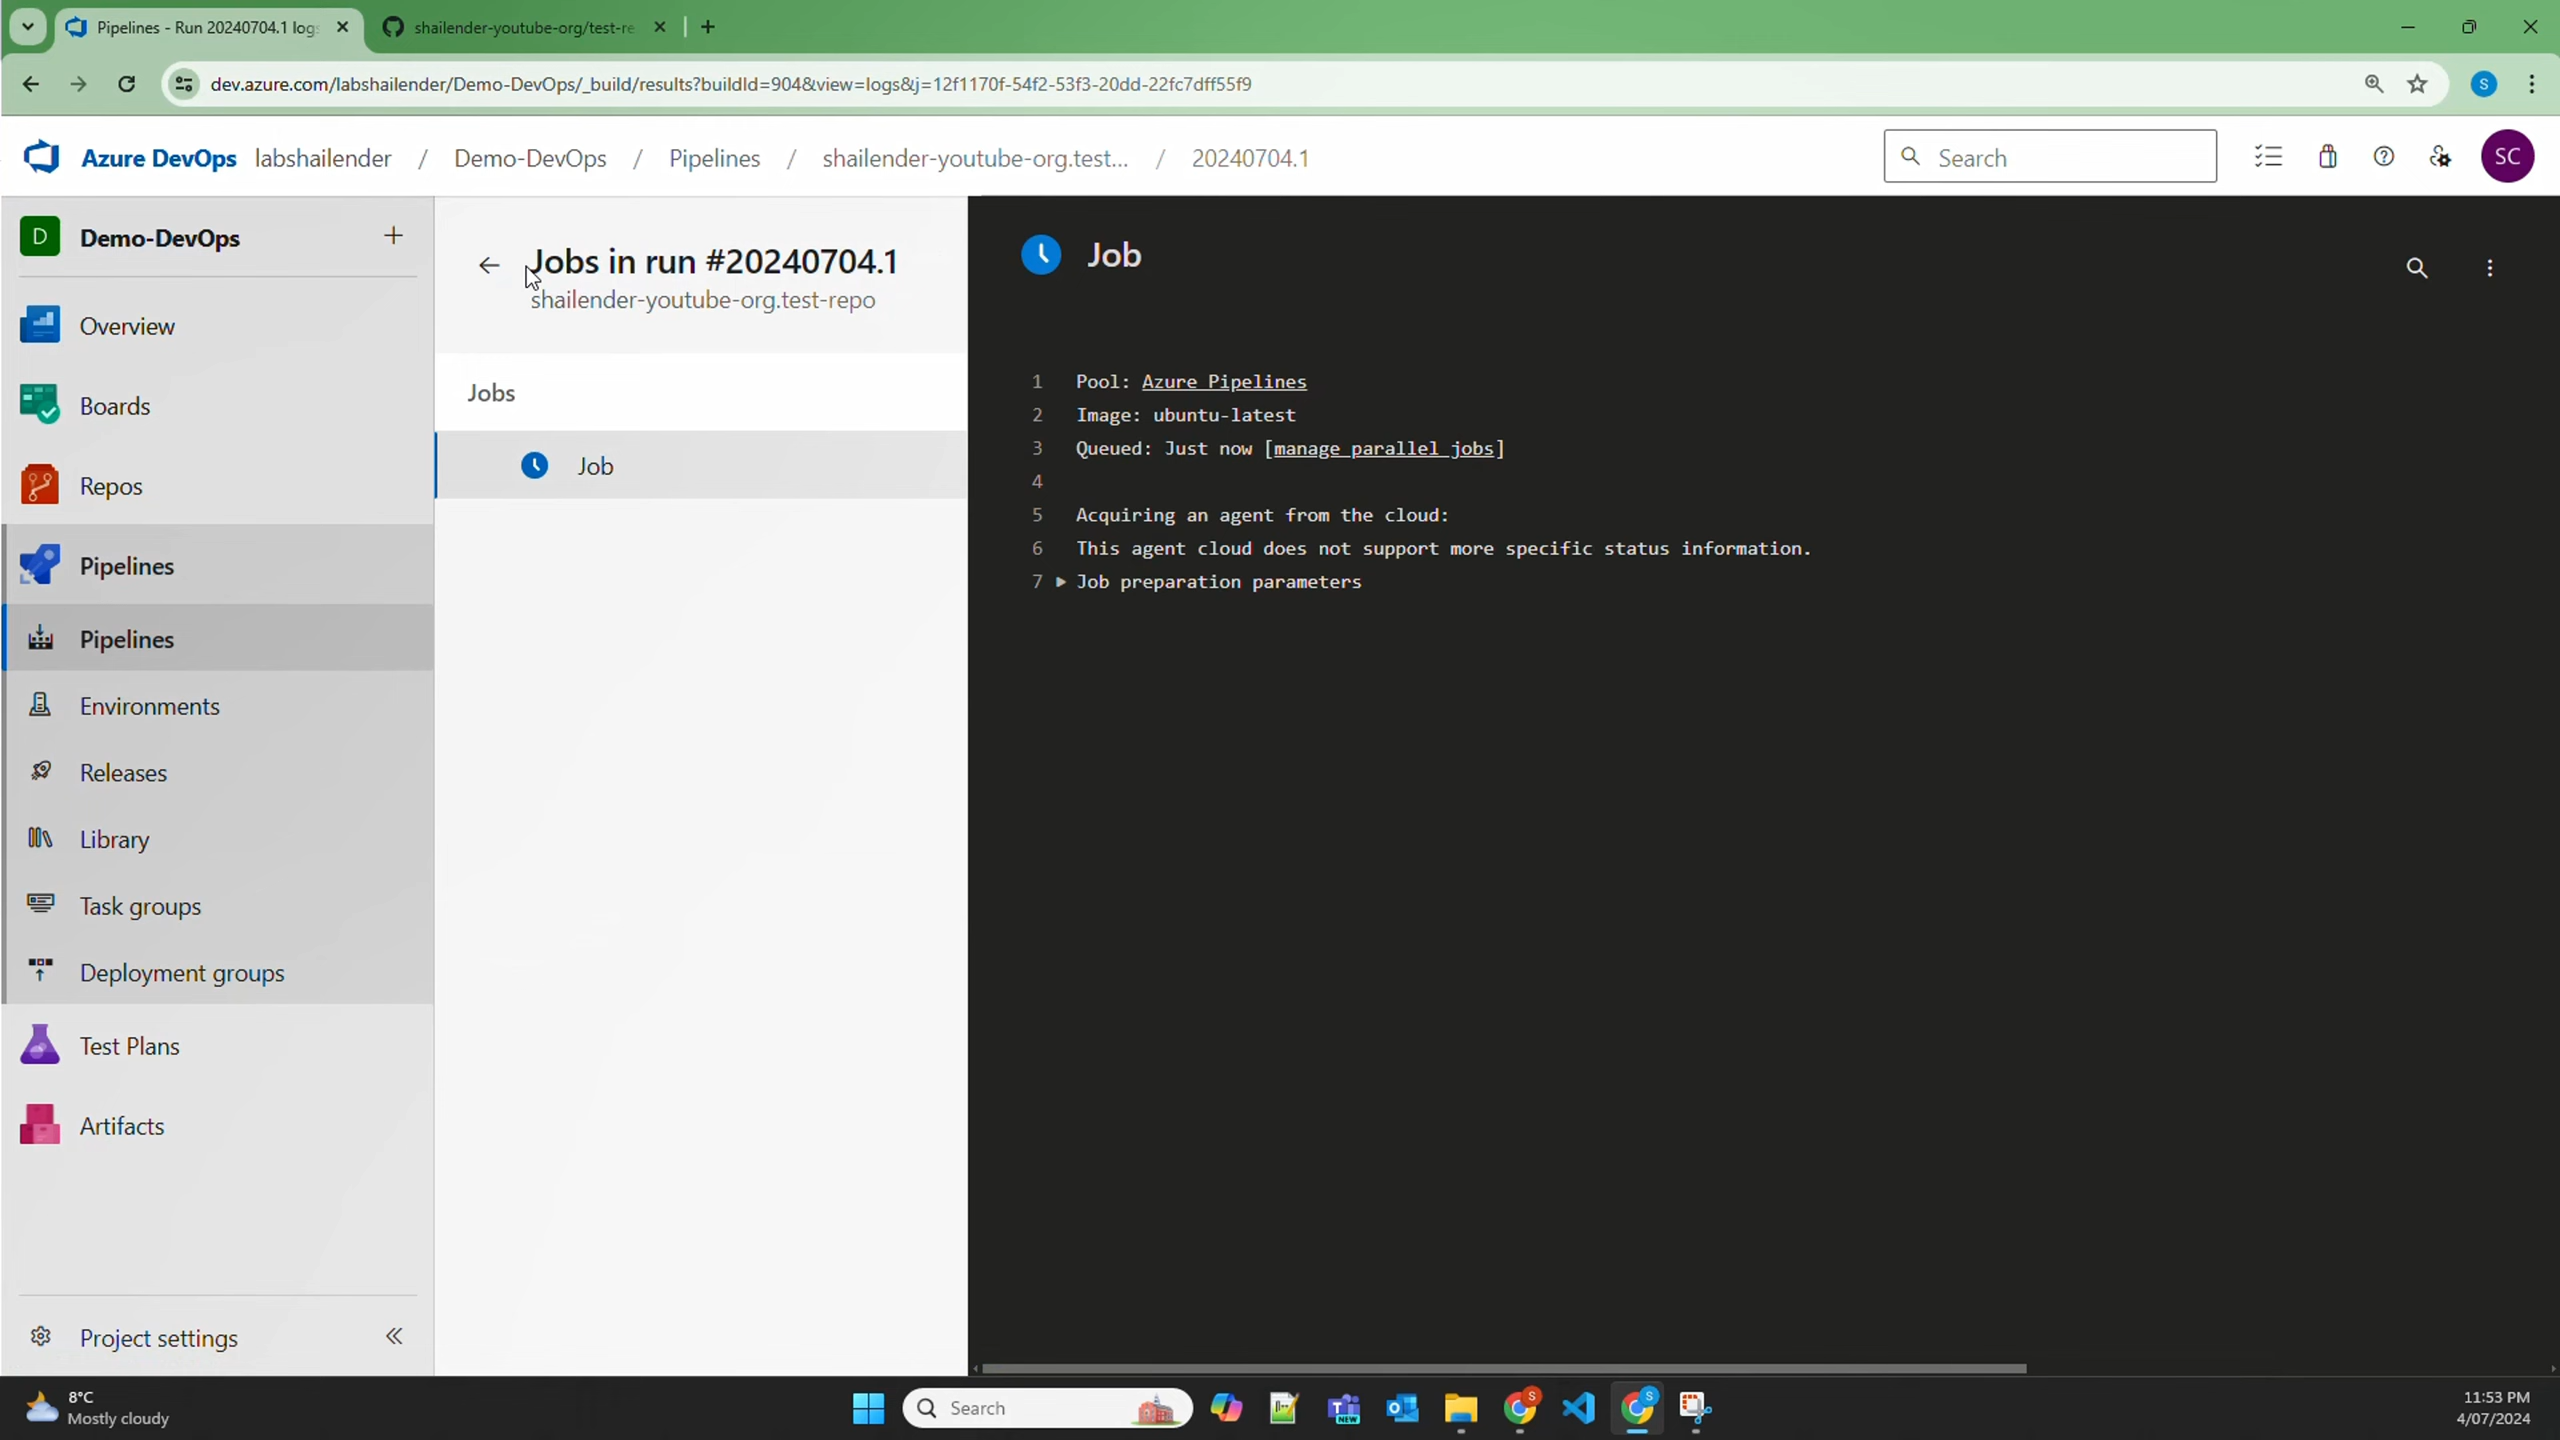 Pipelines - Run 20240704.1 log
shailender-youtube-org/test-re
dev.azure.com/labshailender/Demo-DevOps/_build/results?buildId=904&view=logs&j=12f1170f-54f2-53f3-20dd-22fc7dff55f9
S
Azure DevOps labshailender / Demo-DevOps / Pipelines / shailender-youtube-org.test... / 20240704.1
Search
SC
D Demo-DevOps
Overview
Boards
Repos
Pipelines
Pipelines
Environments
Releases
Library
Task groups
Deployment groups
Test Plans
Artifacts
Project settings
Jobs in run #20240704.1
shailender-youtube-org.test-repo
Jobs
Job
Job
1 Pool: Azure Pipelines
2 Image: ubuntu-latest
3 Queued: Just now [manage parallel jobs]
4
5 Acquiring an agent from the cloud:
6 This agent cloud does not support more specific status information.
7 Job preparation parameters
8°C
Mostly cloudy
Search
NEW
S
S
11:53 PM
4/07/2024